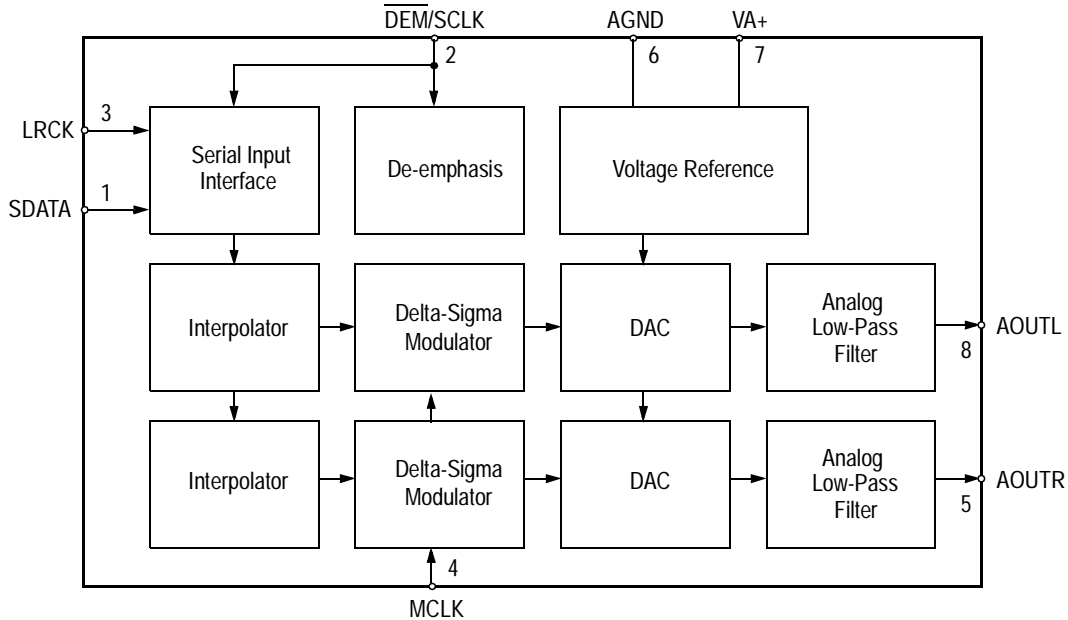 D̅E̅M̅/SCLK
AGND
VA+
2
6
7
LRCK
3
SDATA
1
Serial Input
Interface
De-emphasis
Voltage Reference
Interpolator
Delta-Sigma
Modulator
DAC
Analog
Low-Pass
Filter
8
AOUTL
Interpolator
Delta-Sigma
Modulator
DAC
Analog
Low-Pass
Filter
5
AOUTR
4
MCLK